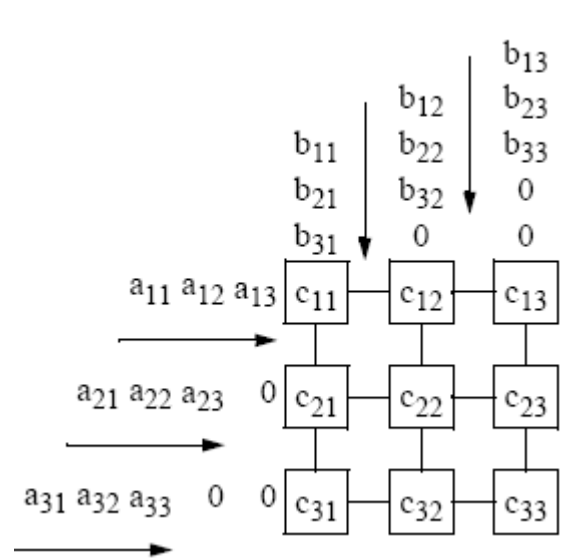 b13
b12 b23
b11 b22 b33
b21 b32 0
b31 0 0
a11 a12 a13 c11 c12 c13
a21 a22 a23 0 c21 c22 c23
a31 a32 a33 0 0 c31 c32 c33